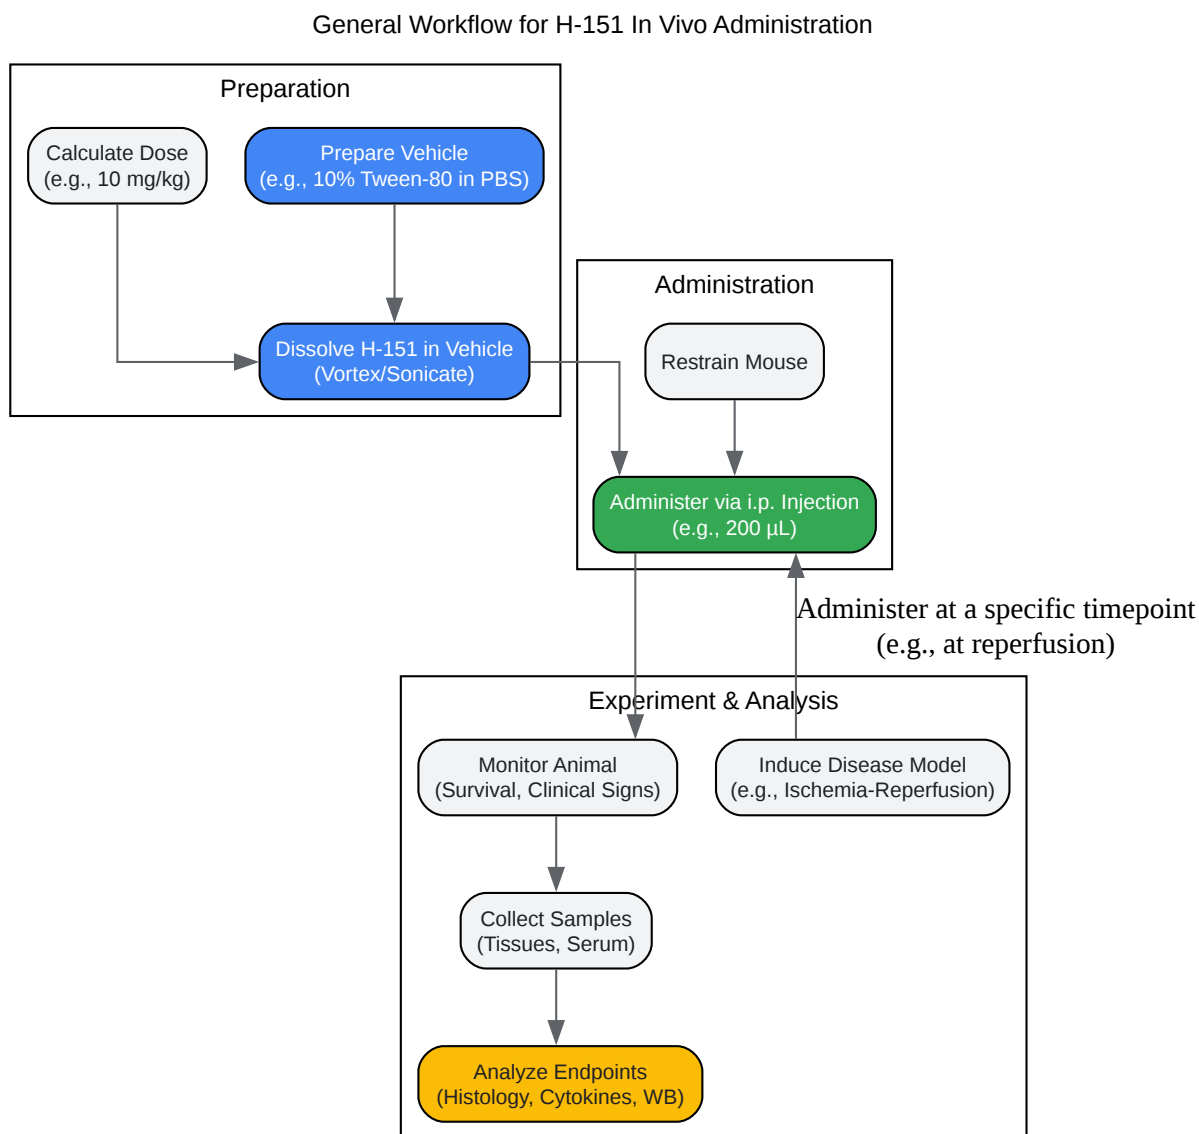 General Workflow for H-151 In Vivo Administration
Preparation
Calculate Dose
(e.g., 10 mg/kg)
Prepare Vehicle
(e.g., 10% Tween-80 in PBS)
Dissolve H-151 in Vehicle
(Vortex/Sonicate)
Administration
Restrain Mouse
Administer via i.p. Injection
(e.g., 200 µL)
Administer at a specific timepoint
(e.g., at reperfusion)
Experiment & Analysis
Monitor Animal
(Survival, Clinical Signs)
Induce Disease Model
(e.g., Ischemia-Reperfusion)
Collect Samples
(Tissues, Serum)
Analyze Endpoints
(Histology, Cytokines, WB)